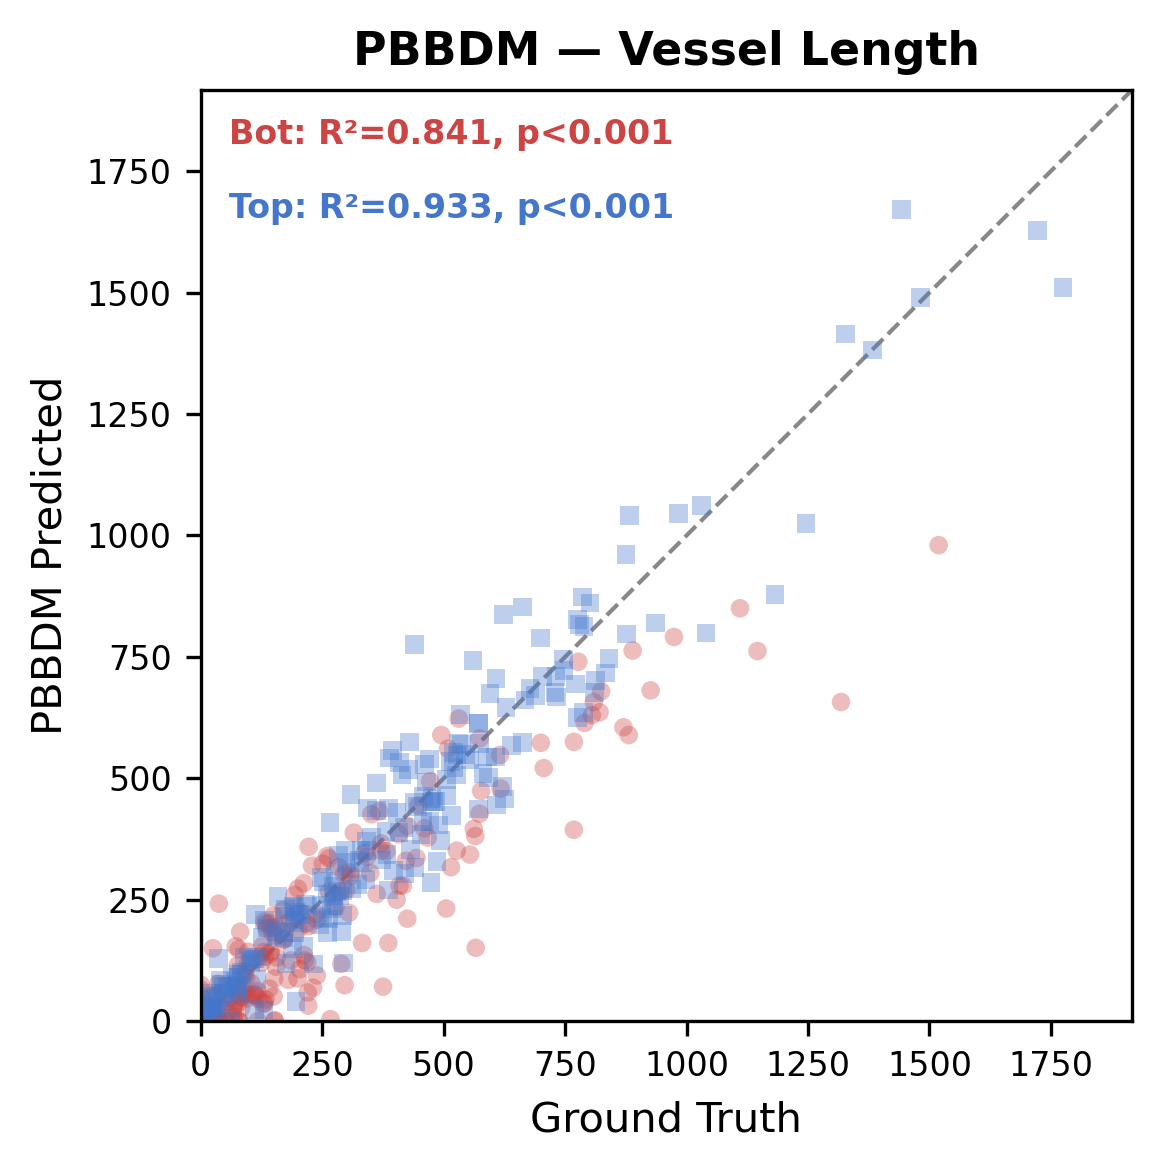 PBBDM — Vessel Length
Bot: R²=0.841, p<0.001
Top: R²=0.933, p<0.001
PBBDM Predicted
1750
1500
1250
1000
750
500
250
0
0 250 500 750 1000 1250 1500 1750
Ground Truth